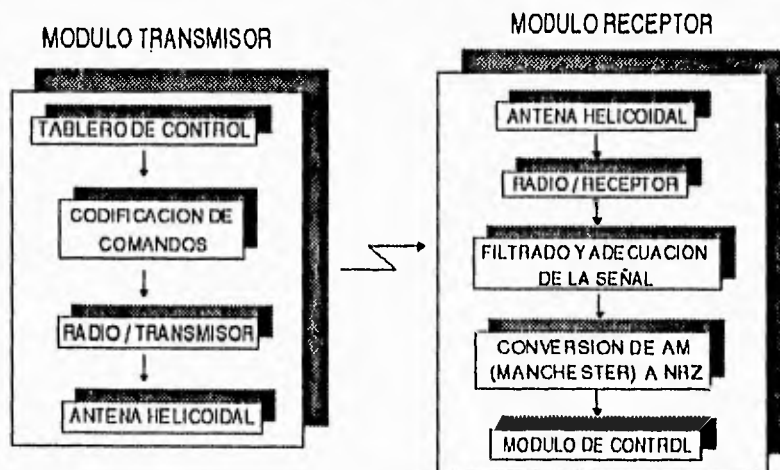 MODULO TRANSMISOR
TABLERO DE CONTROL
CODIFICACION DE
COMANDOS
RADIO / TRANSMISOR
ANTENA HELICOIDAL
MODULO RECEPTOR
ANTENA HELICOIDAL
RADIO / RECEPTOR
FILTRADO Y ADECUACION
DE LA SEÑAL
CONVERSION DE AM
(MANCHESTER) A NRZ
MODULO DE CONTROL